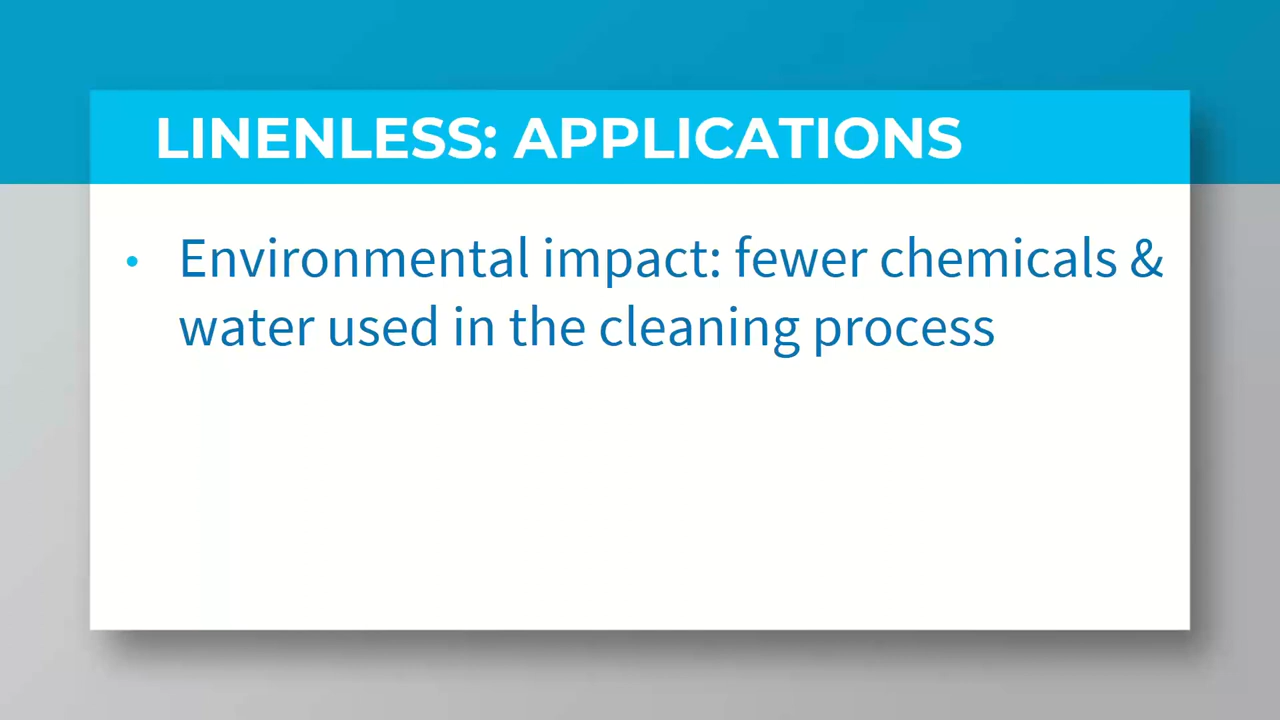 LINENLESS: APPLICATIONS
• Environmental impact: fewer chemicals &
water used in the cleaning process